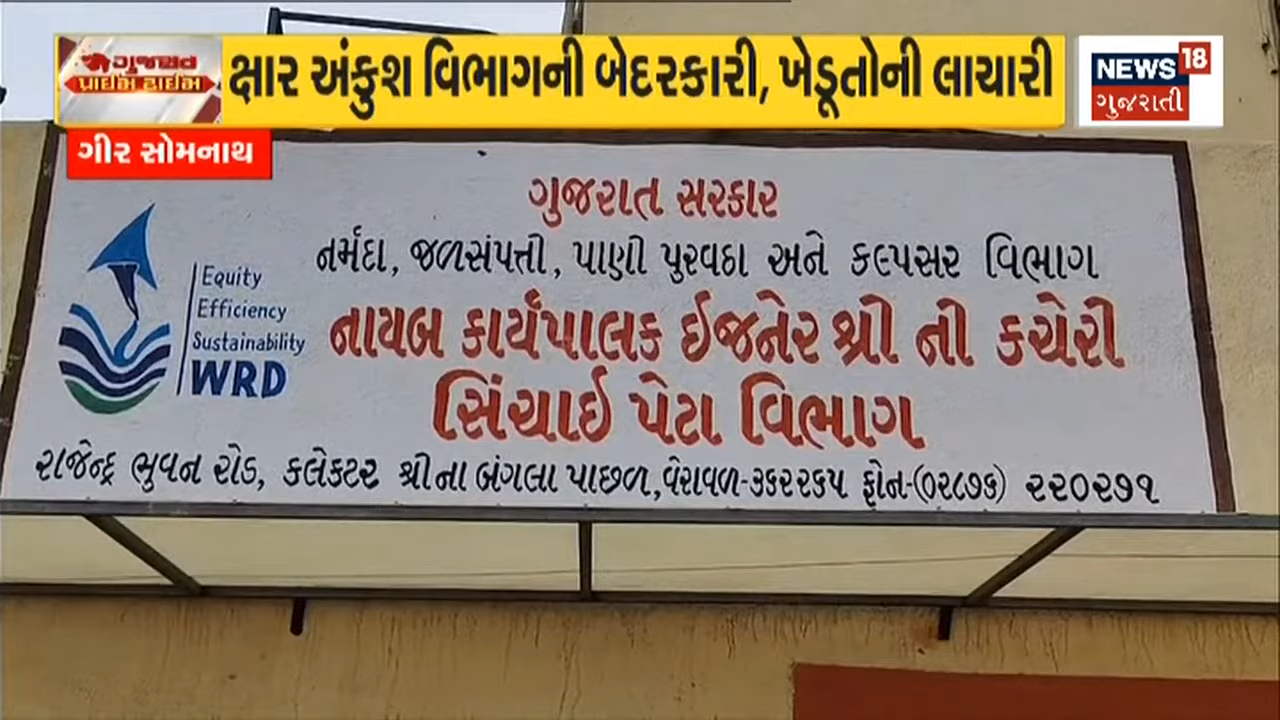 ગુજરાત
પ્રાઈમ ટાઈમ
ક્ષાર અંકુશ વિભાગની બેદરકારી, ખેડૂતોની લાચારી
NEWS 18
ગુજરાતી
ગીર સોમનાથ
ગુજરાત સરકાર
નર્મદા, જળસંપત્તી, પાણી પુરવઠા અને કલ્પસર વિભાગ
Equity
Efficiency
Sustainability
WRD
નાયબ કાર્યપાલક ઇજનેર શ્રી ની કચેરી
સિંચાઇ પેટા વિભાગ
રાજેન્દ્ર ભુવન રોડ, કલેકટર શ્રી ના બંગલા પાછળ, વેરાવળ-૩૬૨૨૬૫ ફોન-(૦૨૮૭૬) ૨૨૦૨૭૧